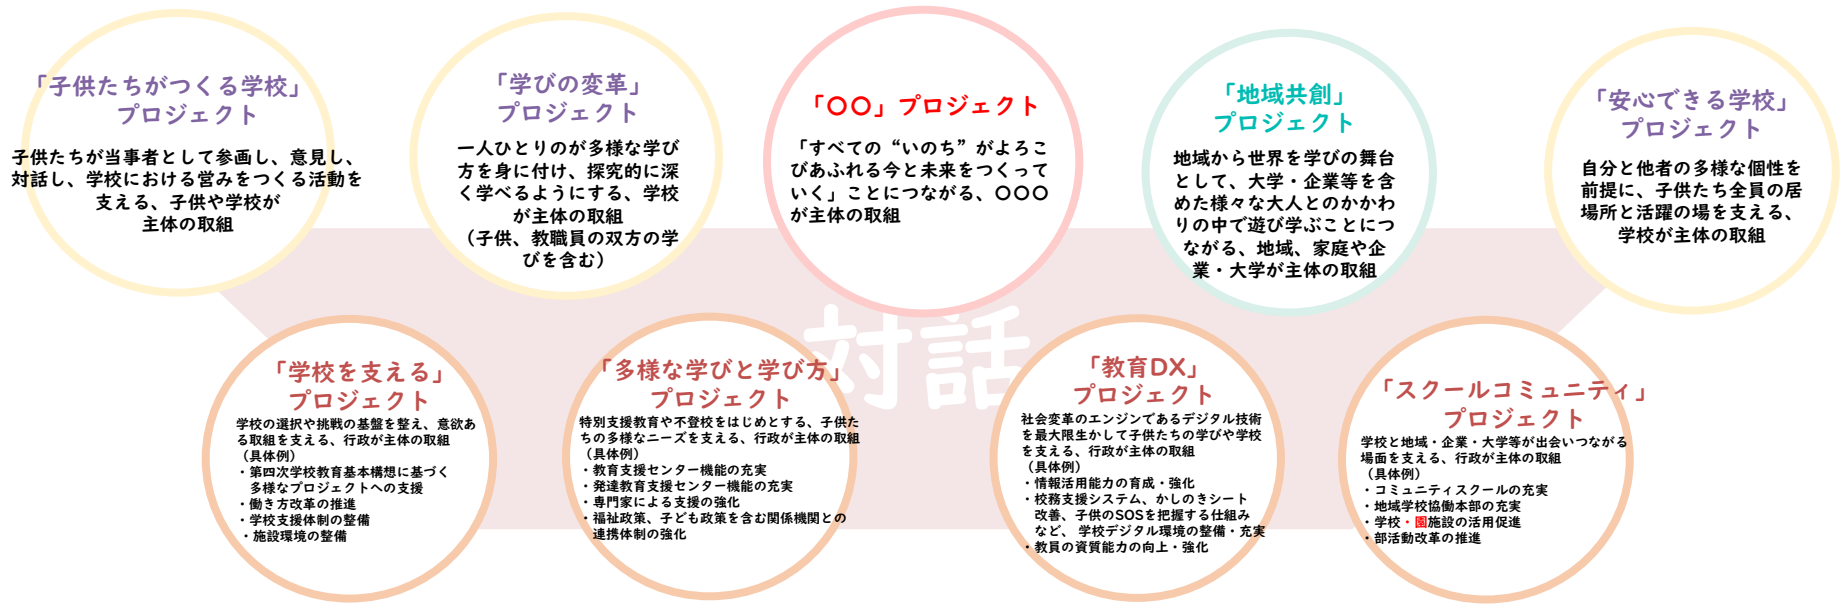 「子供たちがつくる学校」
プロジェクト
子供たちが当事者として参画し、意見し、
対話し、学校における営みをつくる活動を
支える、子供や学校が
主体の取組
「学びの変革」
プロジェクト
一人ひとりのが多様な学び
方を身に付け、探究的に深
く学べるようにする、学校
が主体の取組
（子供、教職員の双方の学
びを含む）
「〇〇」プロジェクト
「すべての“いのち”がよろこ
びあふれる今と未来をつくって
いく」ことにつながる、〇〇〇
が主体の取組
「地域共創」
プロジェクト
地域から世界を学びの舞台
として、大学・企業等を含
めた様々な大人とのかかわ
りの中で遊び学ぶことにつ
ながる、地域、家庭や企
業・大学が主体の取組
「安心できる学校」
プロジェクト
自分と他者の多様な個性を
前提に、子供たち全員の居
場所と活躍の場を支える、
学校が主体の取組
対話
「学校を支える」
プロジェクト
学校の選択や挑戦の基盤を整え、意欲あ
る取組を支える、行政が主体の取組
（具体例）
・第四次学校教育基本構想に基づく
多様なプロジェクトへの支援
・働き方改革の推進
・学校支援体制の整備
・施設環境の整備
「多様な学びと学び方」
プロジェクト
特別支援教育や不登校をはじめとする、子供た
ちの多様なニーズを支える、行政が主体の取組
（具体例）
・教育支援センター機能の充実
・発達教育支援センター機能の充実
・専門家による支援の強化
・福祉政策、子ども政策を含む関係機関との
連携体制の強化
「教育DX」
プロジェクト
社会変革のエンジンであるデジタル技術
を最大限生かして子供たちの学びや学校
を支える、行政が主体の取組
（具体例）
・情報活用能力の育成・強化
・校務支援システム、かしのきシート
改善、子供のSOSを把握する仕組み
など、 学校デジタル環境の整備・充実
・教員の資質能力の向上・強化
「スクールコミュニティ」
プロジェクト
学校と地域・企業・大学等が出会いつながる
場面を支える、行政が主体の取組
（具体例）
・コミュニティスクールの充実
・地域学校協働本部の充実
・学校・園施設の活用促進
・部活動改革の推進